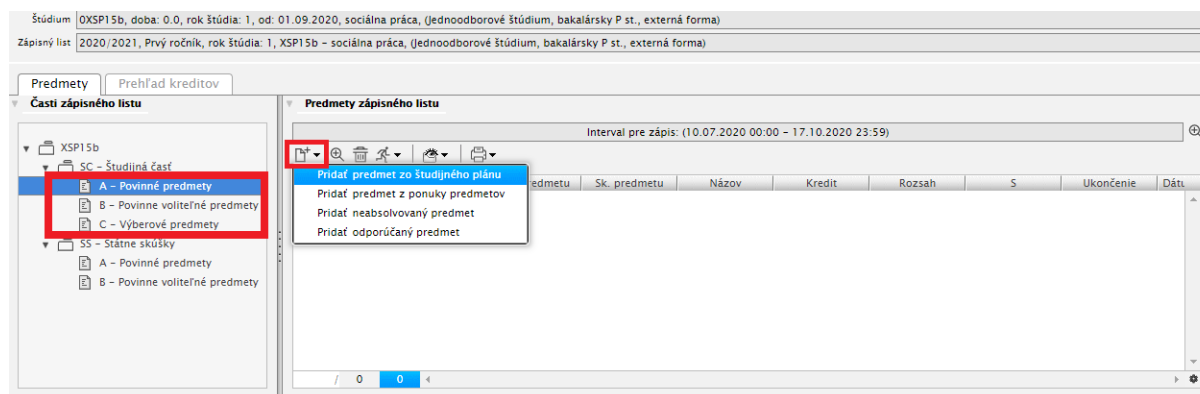 Štúdium 0XSP15b, doba: 0.0, rok štúdia: 1, od: 01.09.2020, sociálna práca, (Jednoodborové štúdium, bakalársky P st., externá forma)
Zápisný list 2020/2021, Prvý ročník, rok štúdia: 1, XSP15b – sociálna práca, (Jednoodborové štúdium, bakalársky P st., externá forma)
Predmety Prehľad kreditov
Časti zápisného listu
XSP15b
SC – Študijná časť
A – Povinné predmety
B – Povinne voliteľné predmety
C – Výberové predmety
SS – Štátne skúšky
A – Povinné predmety
B – Povinne voliteľné predmety
Predmety zápisného listu
Interval pre zápis: (10.07.2020 00:00 – 17.10.2020 23:59)
Pridať predmet zo študijného plánu
Pridať predmet z ponuky predmetov
Pridať neabsolvovaný predmet
Pridať odporúčaný predmet
redmetu Sk. predmetu Názov Kredit Rozsah S Ukončenie Dátu
/ 0 0